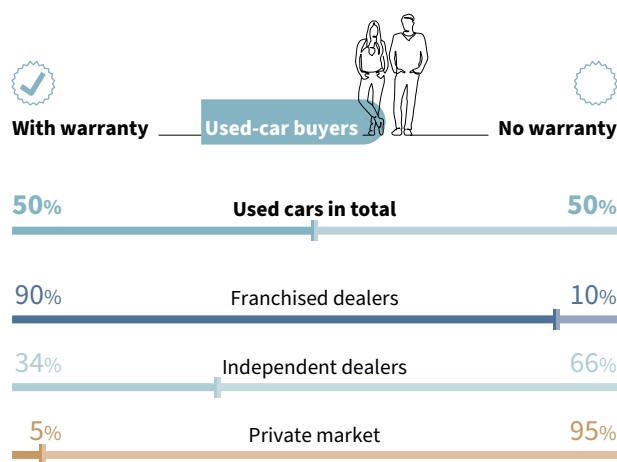 With warranty Used-car buyers No warranty
50% Used cars in total 50%
90% Franchised dealers 10%
34% Independent dealers 66%
5% Private market 95%